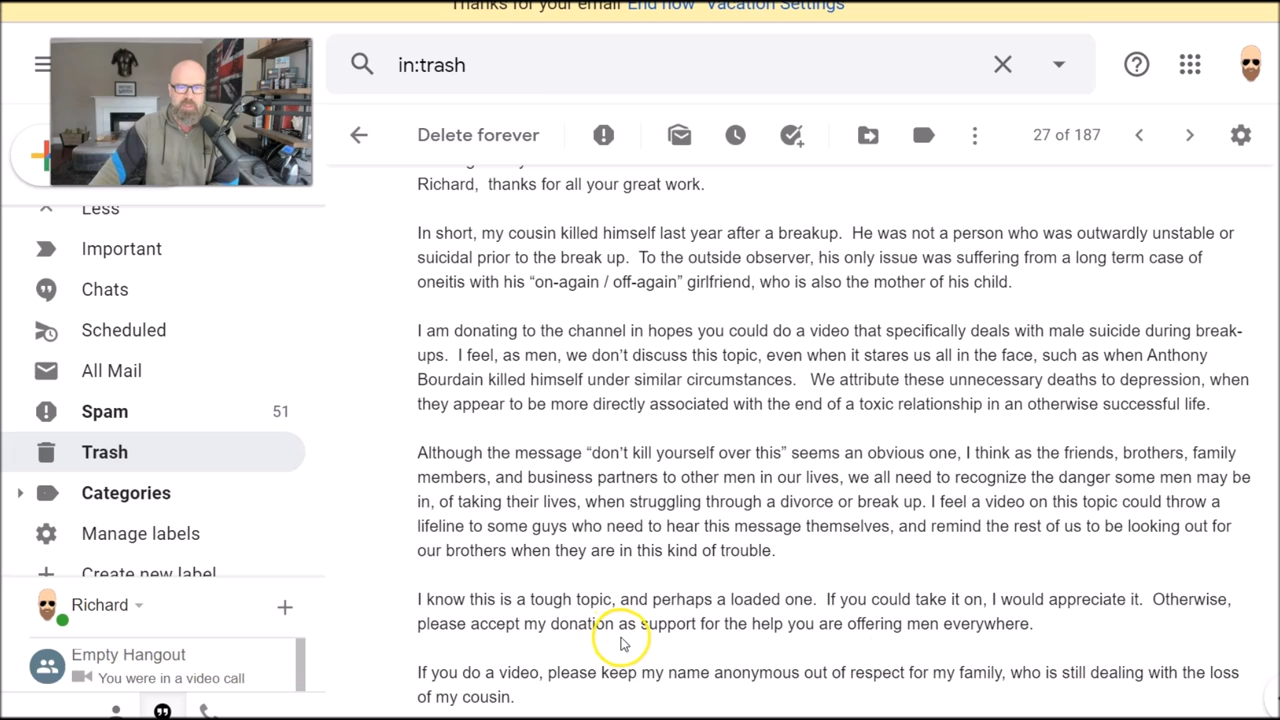 Thanks for your email End now Vacation Settings
in:trash
Delete forever
27 of 187
Less
Important
Chats
Scheduled
All Mail
Spam 51
Trash
Categories
Manage labels
Create new label
Richard
Empty Hangout
You were in a video call
Richard, thanks for all your great work.
In short, my cousin killed himself last year after a breakup. He was not a person who was outwardly unstable or
suicidal prior to the break up. To the outside observer, his only issue was suffering from a long term case of
oneitis with his “on-again / off-again” girlfriend, who is also the mother of his child.
I am donating to the channel in hopes you could do a video that specifically deals with male suicide during break-
ups. I feel, as men, we don’t discuss this topic, even when it stares us all in the face, such as when Anthony
Bourdain killed himself under similar circumstances. We attribute these unnecessary deaths to depression, when
they appear to be more directly associated with the end of a toxic relationship in an otherwise successful life.
Although the message “don’t kill yourself over this” seems an obvious one, I think as the friends, brothers, family
members, and business partners to other men in our lives, we all need to recognize the danger some men may be
in, of taking their lives, when struggling through a divorce or break up. I feel a video on this topic could throw a
lifeline to some guys who need to hear this message themselves, and remind the rest of us to be looking out for
our brothers when they are in this kind of trouble.
I know this is a tough topic, and perhaps a loaded one. If you could take it on, I would appreciate it. Otherwise,
please accept my donation as support for the help you are offering men everywhere.
If you do a video, please keep my name anonymous out of respect for my family, who is still dealing with the loss
of my cousin.